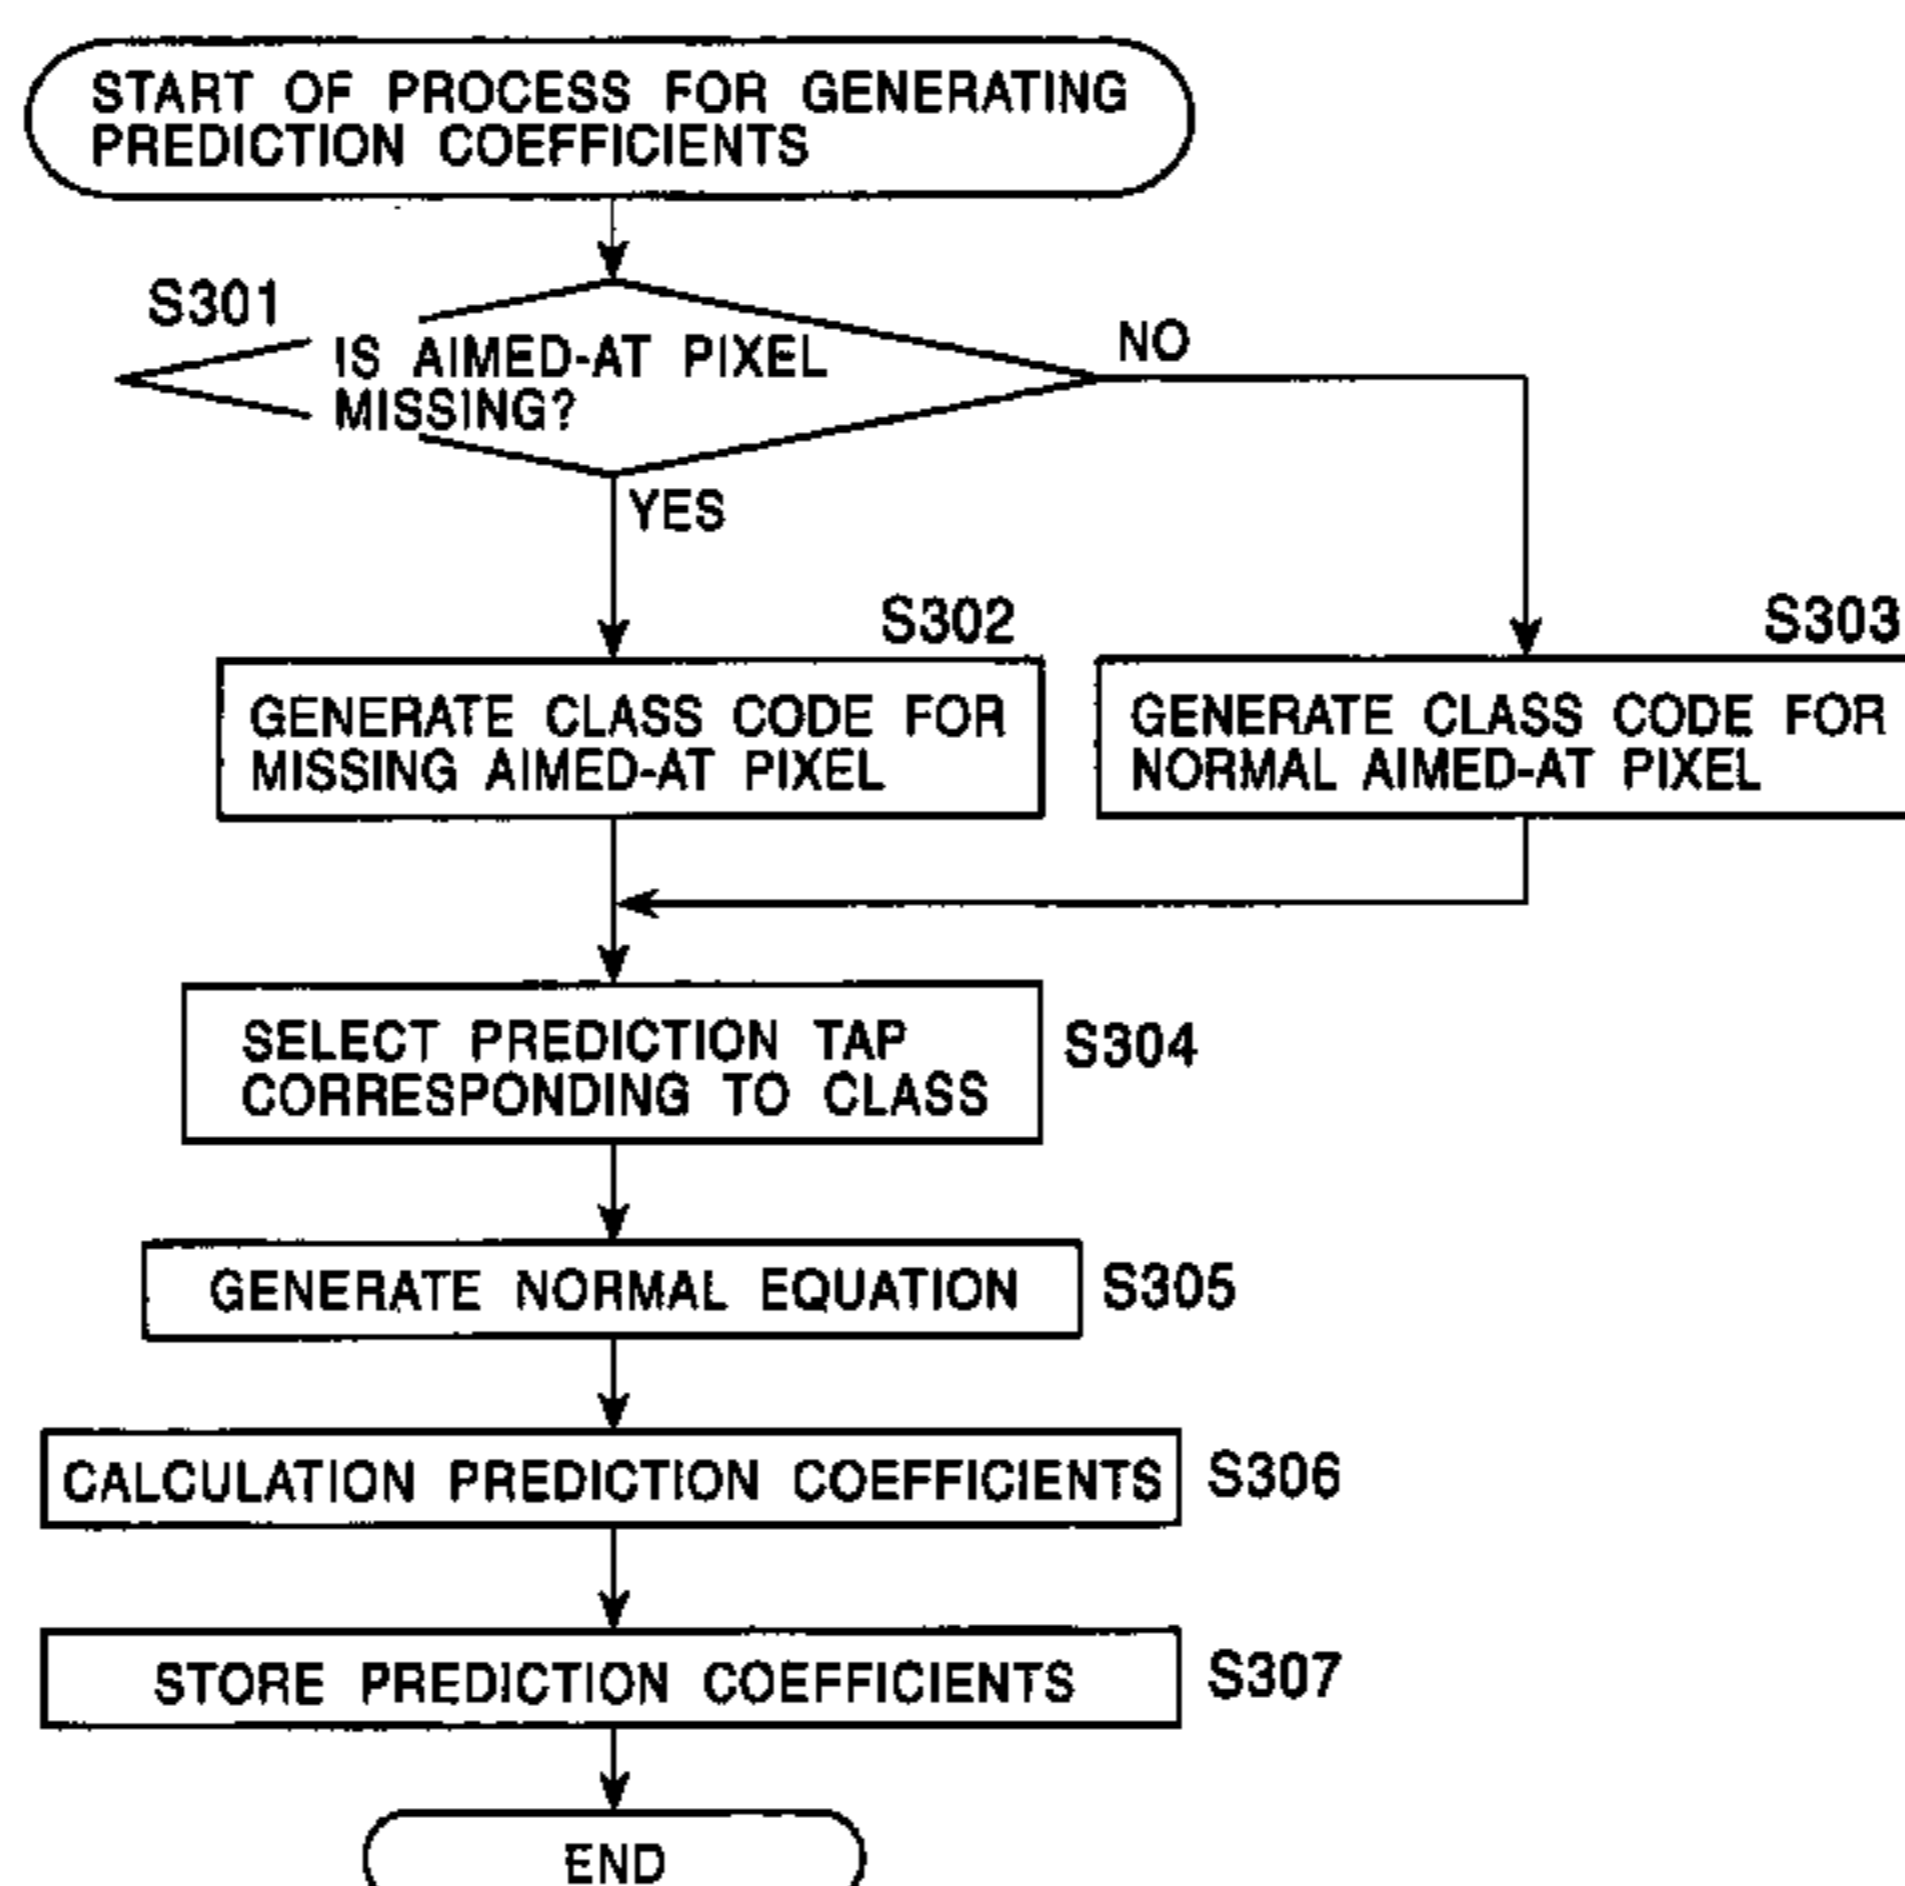 START OF PROCESS FOR GENERATING
PREDICTION COEFFICIENTS
S301
IS AIMED-AT PIXEL
MISSING?
NO
YES
S302
GENERATE CLASS CODE FOR
MISSING AIMED-AT PIXEL
S303
GENERATE CLASS CODE FOR
NORMAL AIMED-AT PIXEL
SELECT PREDICTION TAP
CORRESPONDING TO CLASS
S304
GENERATE NORMAL EQUATION
S305
CALCULATION PREDICTION COEFFICIENTS
S306
STORE PREDICTION COEFFICIENTS
S307
END